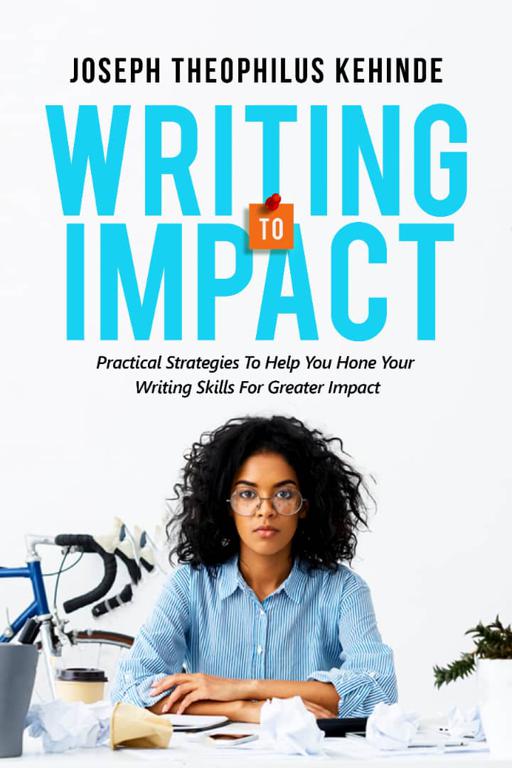 JOSEPH THEOPHILUS KEHINDE
WRITING
TO
IMPACT
Practical Strategies To Help You Hone Your
Writing Skills For Greater Impact